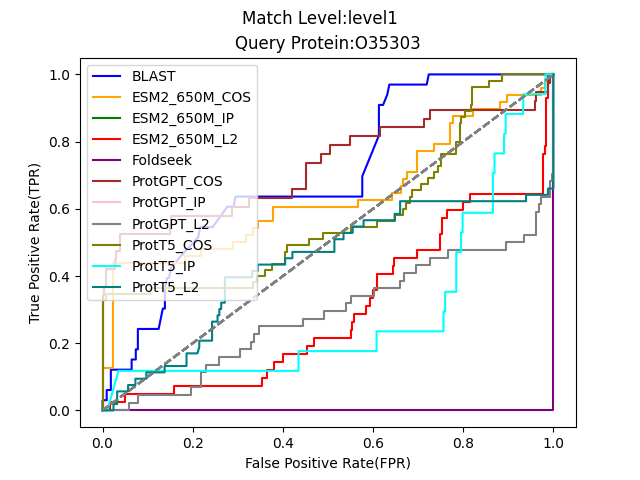 Match Level:level1
Query Protein:O35303
True Positive Rate(TPR)
1.0
0.8
0.6
0.4
0.2
0.0
BLAST
ESM2_650M_COS
ESM2_650M_IP
ESM2_650M_L2
Foldseek
ProtGPT_COS
ProtGPT_IP
ProtGPT_L2
ProtT5_COS
ProtT5_IP
ProtT5_L2
0.0 0.2 0.4 0.6 0.8 1.0
False Positive Rate(FPR)